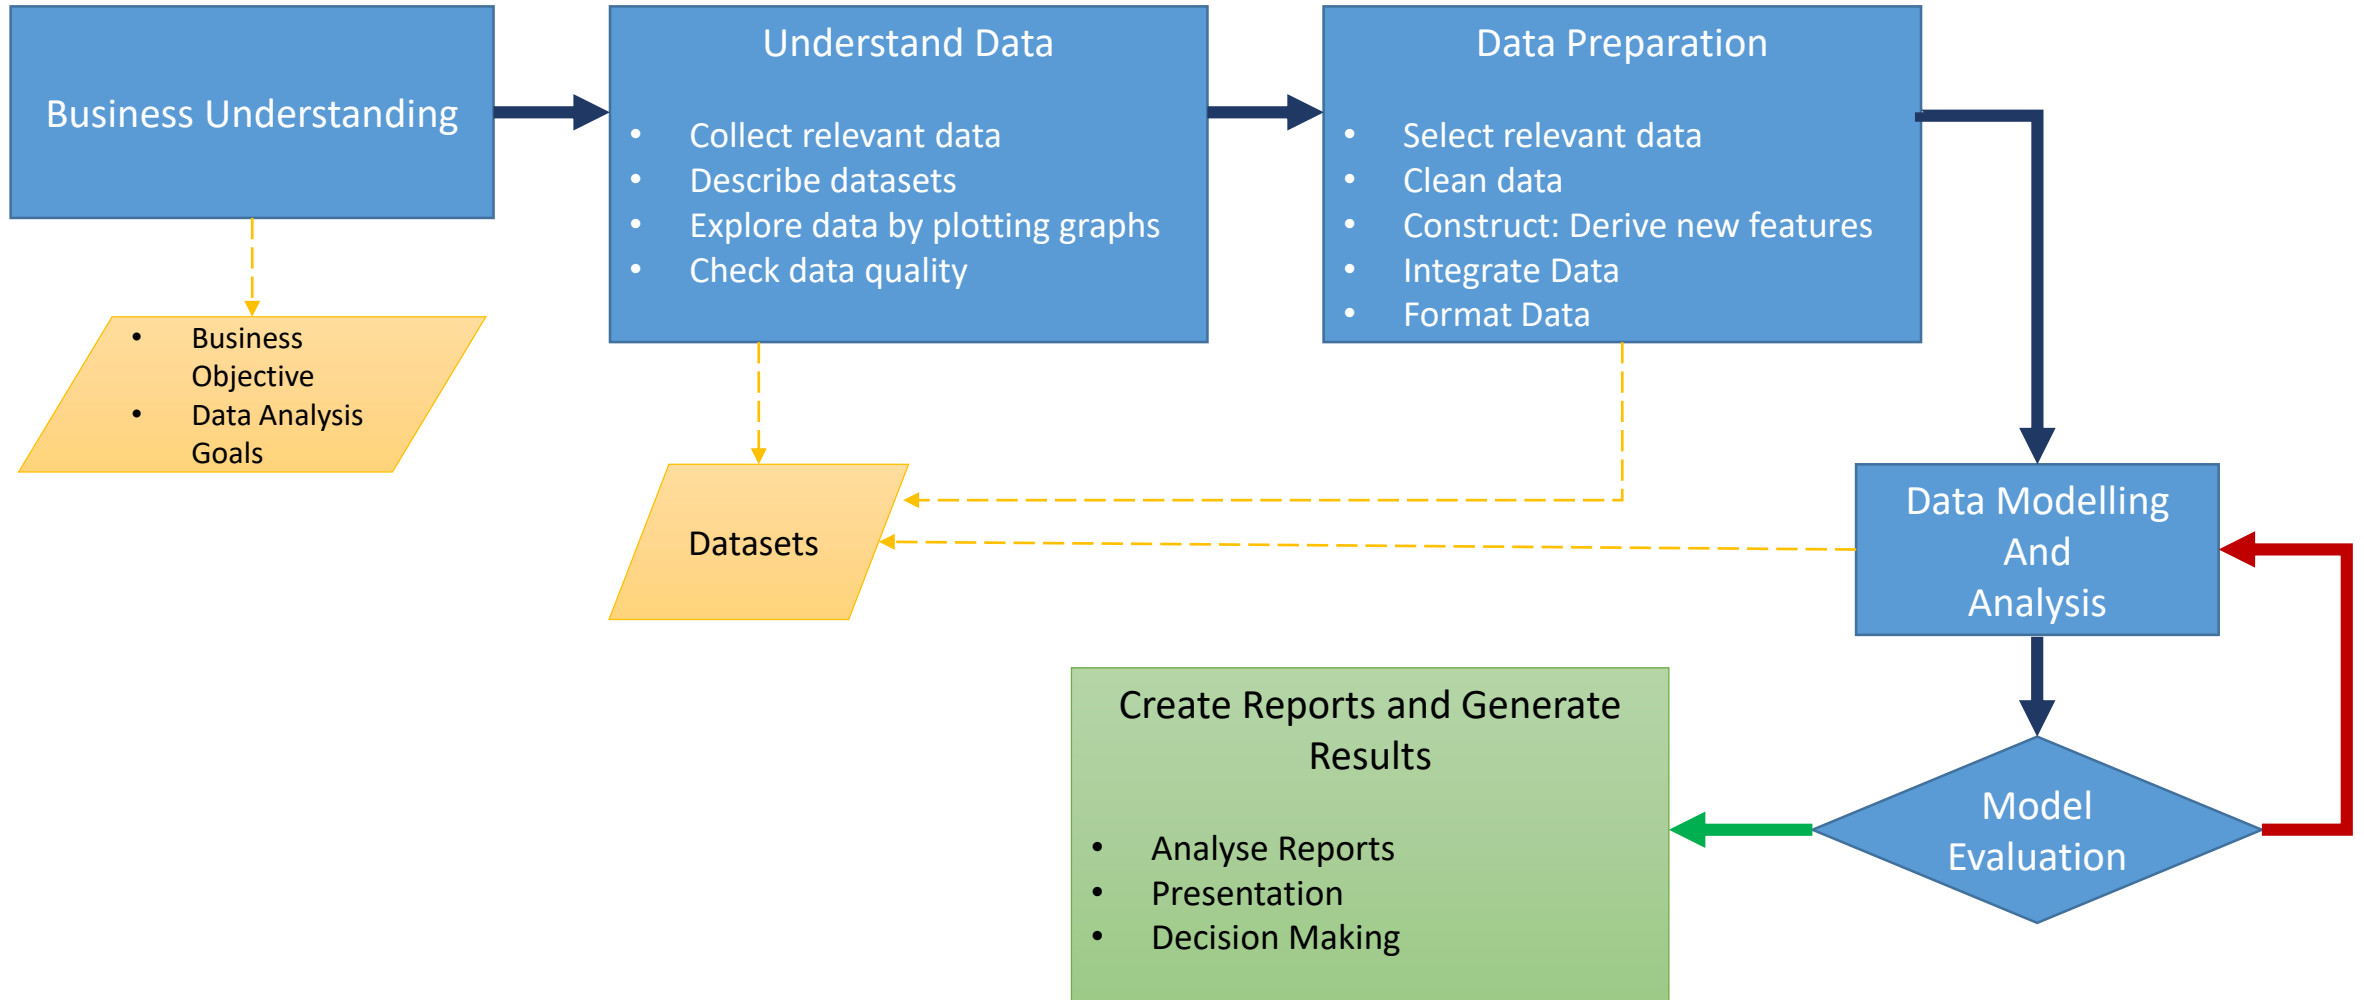 Business Understanding
Understand Data
• Collect relevant data
• Describe datasets
• Explore data by plotting graphs
• Check data quality
Data Preparation
• Select relevant data
• Clean data
• Construct: Derive new features
• Integrate Data
• Format Data
• Business
Objective
• Data Analysis
Goals
Datasets
Data Modelling
And
Analysis
Create Reports and Generate
Results
• Analyse Reports
• Presentation
• Decision Making
Model
Evaluation